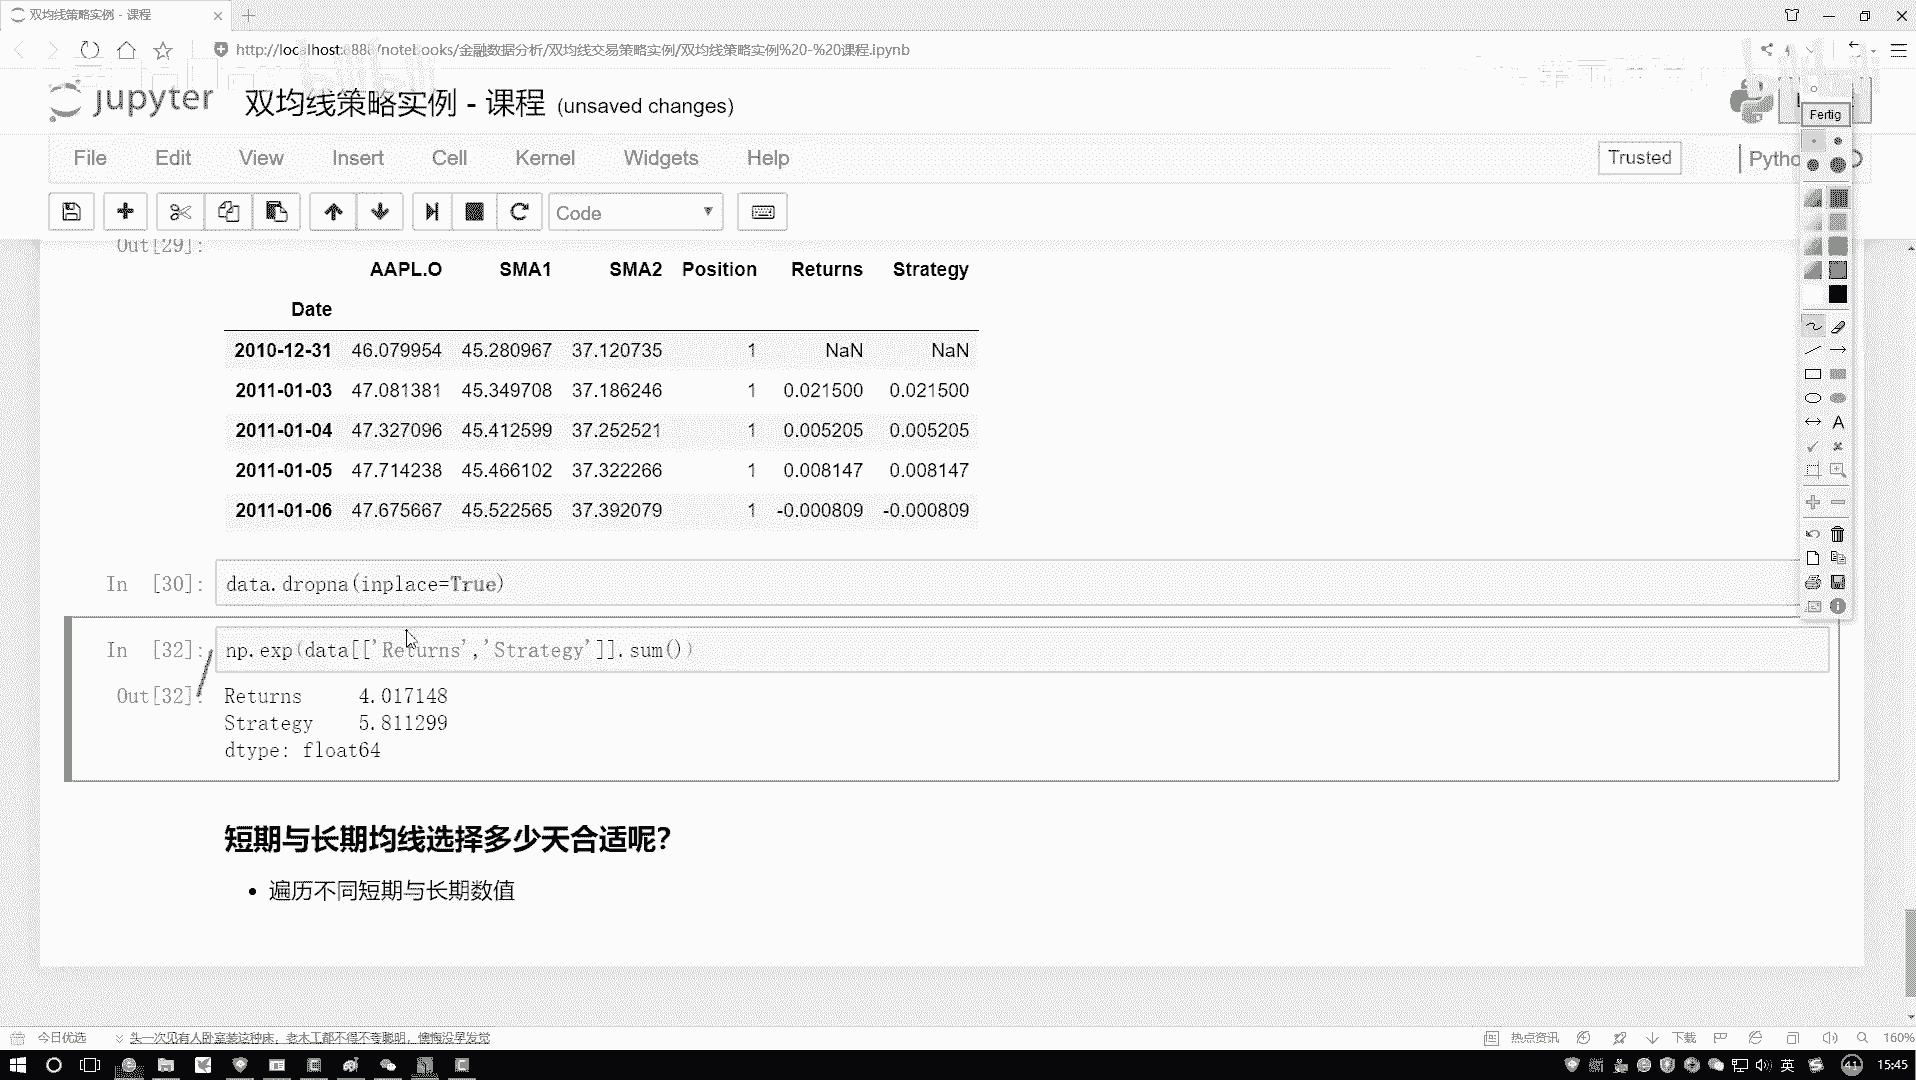 双均线策略实例 - 课程
http://localhost:8888/notebooks/金融数据分析/双均线交易策略实例/双均线策略实例%20-%20课程.ipynb
jupyter 双均线策略实例 - 课程 (unsaved changes)
Fertig
File Edit View Insert Cell Kernel Widgets Help
Trusted
Code
Out[29]:
AAPL.O SMA1 SMA2 Position Returns Strategy
Date
2010-12-31 46.079954 45.280967 37.120735 1 NaN NaN
2011-01-03 47.081381 45.349708 37.186246 1 0.021500 0.021500
2011-01-04 47.327096 45.412599 37.252521 1 0.005205 0.005205
2011-01-05 47.714238 45.466102 37.322266 1 0.008147 0.008147
2011-01-06 47.675667 45.522565 37.392079 1 -0.000809 -0.000809
In [30]: data.dropna(inplace=True)
In [32]: np.exp(data[['Returns','Strategy']].sum())
Out[32]: Returns 4.017148
Strategy 5.811299
dtype: float64
短期与长期均线选择多少天合适呢?
• 遍历不同短期与长期数值
今日优选 头一次见有人卧室装这种床，老木工都不得不夸聪明，懊悔没早发觉 热点资讯 下载 160%
英 41 15:45